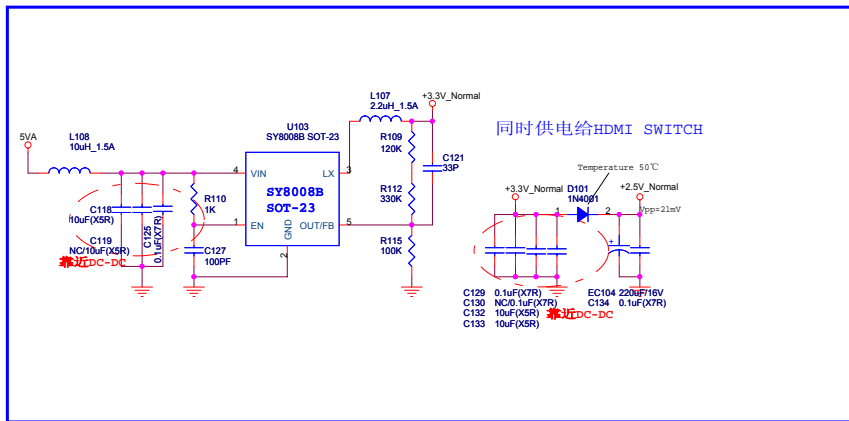 L107
2.2uH_1.5A
+3.3V_Normal
U103
SY8008B SOT-23
5VA
L108
10uH_1.5A
R109
120K
C121
33P
4
VIN
LX
3
SY8008B
SOT-23
R110
1K
R112
330K
1
EN
OUT/FB
5
GND
2
C118
10uF(X5R)
C119
NC/10uF(X5R)
C125
0.1uF(X7R)
靠近DC-DC
C127
100PF
R115
100K
同时供电给HDMI SWITCH
Temperature 50℃
+3.3V_Normal
D101
1N4001
+2.5V_Normal
1
2
Vpp=21mV
+
C129 0.1uF(X7R)
C130 NC/0.1uF(X7R)
C132 10uF(X5R)
C133 10uF(X5R)
靠近DC-DC
EC104 220uF/16V
C134 0.1uF(X7R)